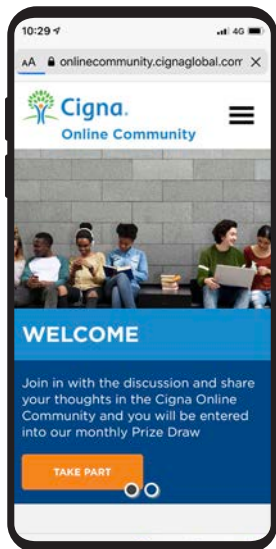 10:29
4G
AA onlinecommunity.cignaglobal.com
Cigna.
Online Community
WELCOME
Join in with the discussion and share
your thoughts in the Cigna Online
Community and you will be entered
into our monthly Prize Draw
TAKE PART